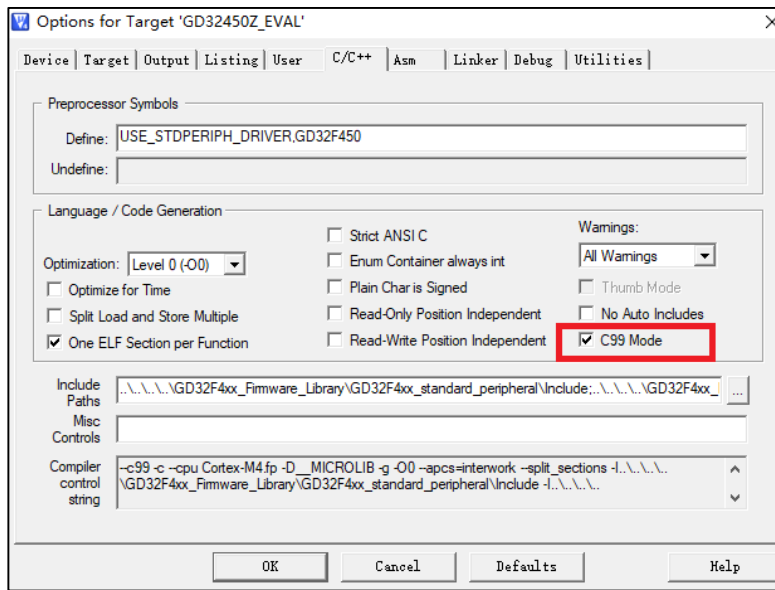 Options for Target 'GD32450Z_EVAL'
Device Target Output Listing User C/C++ Asm Linker Debug Utilities
Preprocessor Symbols
Define: USE_STDPERIPH_DRIVER,GD32F450
Undefine:
Language / Code Generation
Optimization: Level 0 (-O0)
Optimize for Time
Split Load and Store Multiple
One ELF Section per Function
Strict ANSI C
Enum Container always int
Plain Char is Signed
Read-Only Position Independent
Read-Write Position Independent
Warnings:
All Warnings
Thumb Mode
No Auto Includes
C99 Mode
Include Paths
..\..\..\..\GD32F4xx_Firmware_Library\GD32F4xx_standard_peripheral\Include;..\..\..\..\GD32F4xx_
...
Misc Controls
Compiler control string
--c99 -c --cpu Cortex-M4.fp -D__MICROLIB -g -O0 --apcs=interwork --split_sections -I..\..\..\..
\GD32F4xx_Firmware_Library\GD32F4xx_standard_peripheral\Include -I..\..\..\..
OK Cancel Defaults Help